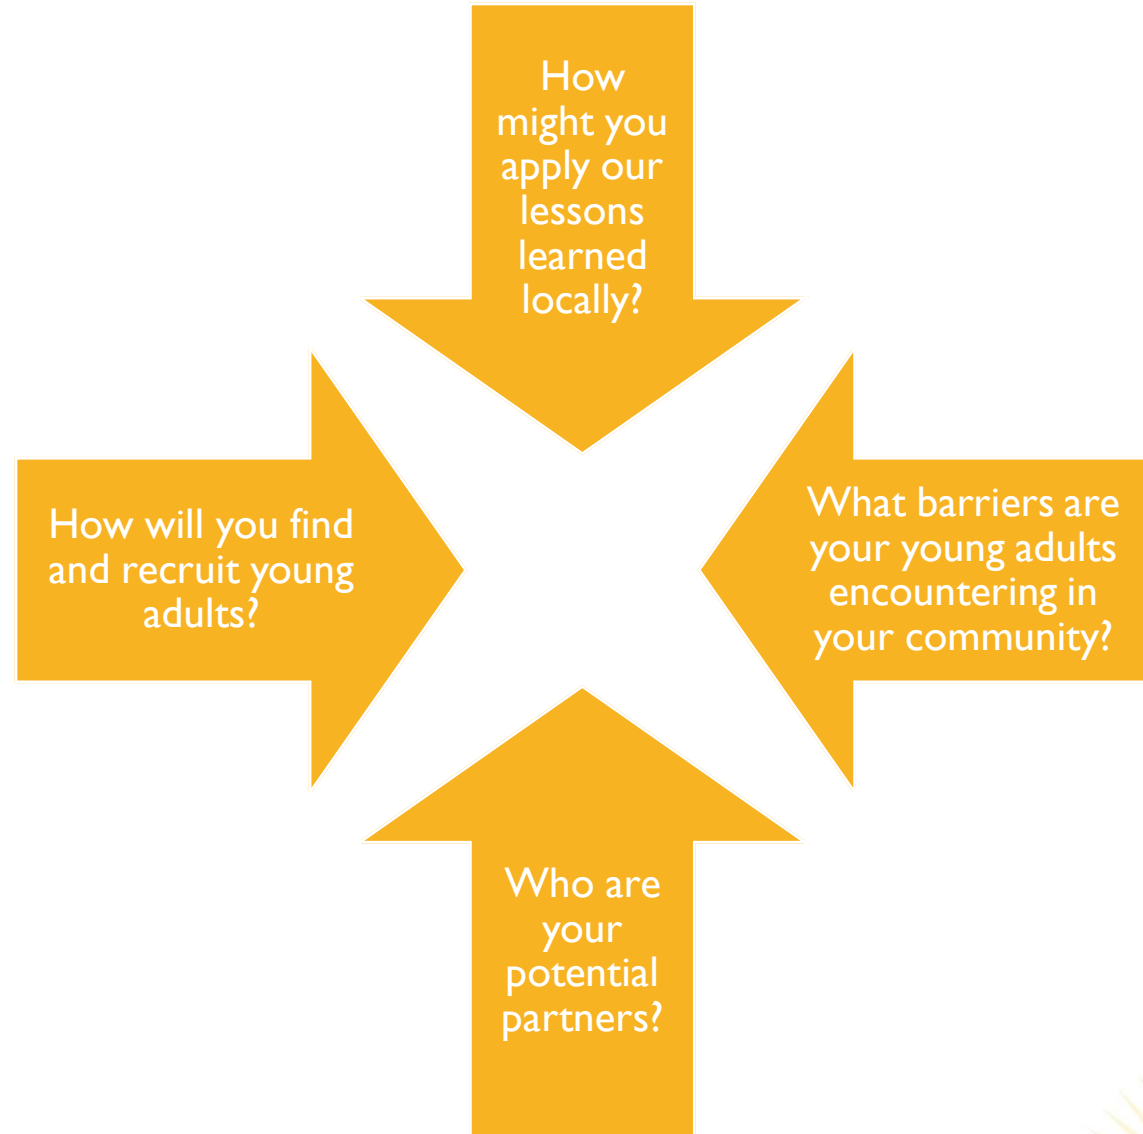 How
might you
apply our
lessons
learned
locally?
How will you find
and recruit young
adults?
What barriers are
your young adults
encountering in
your community?
Who are
your
potential
partners?